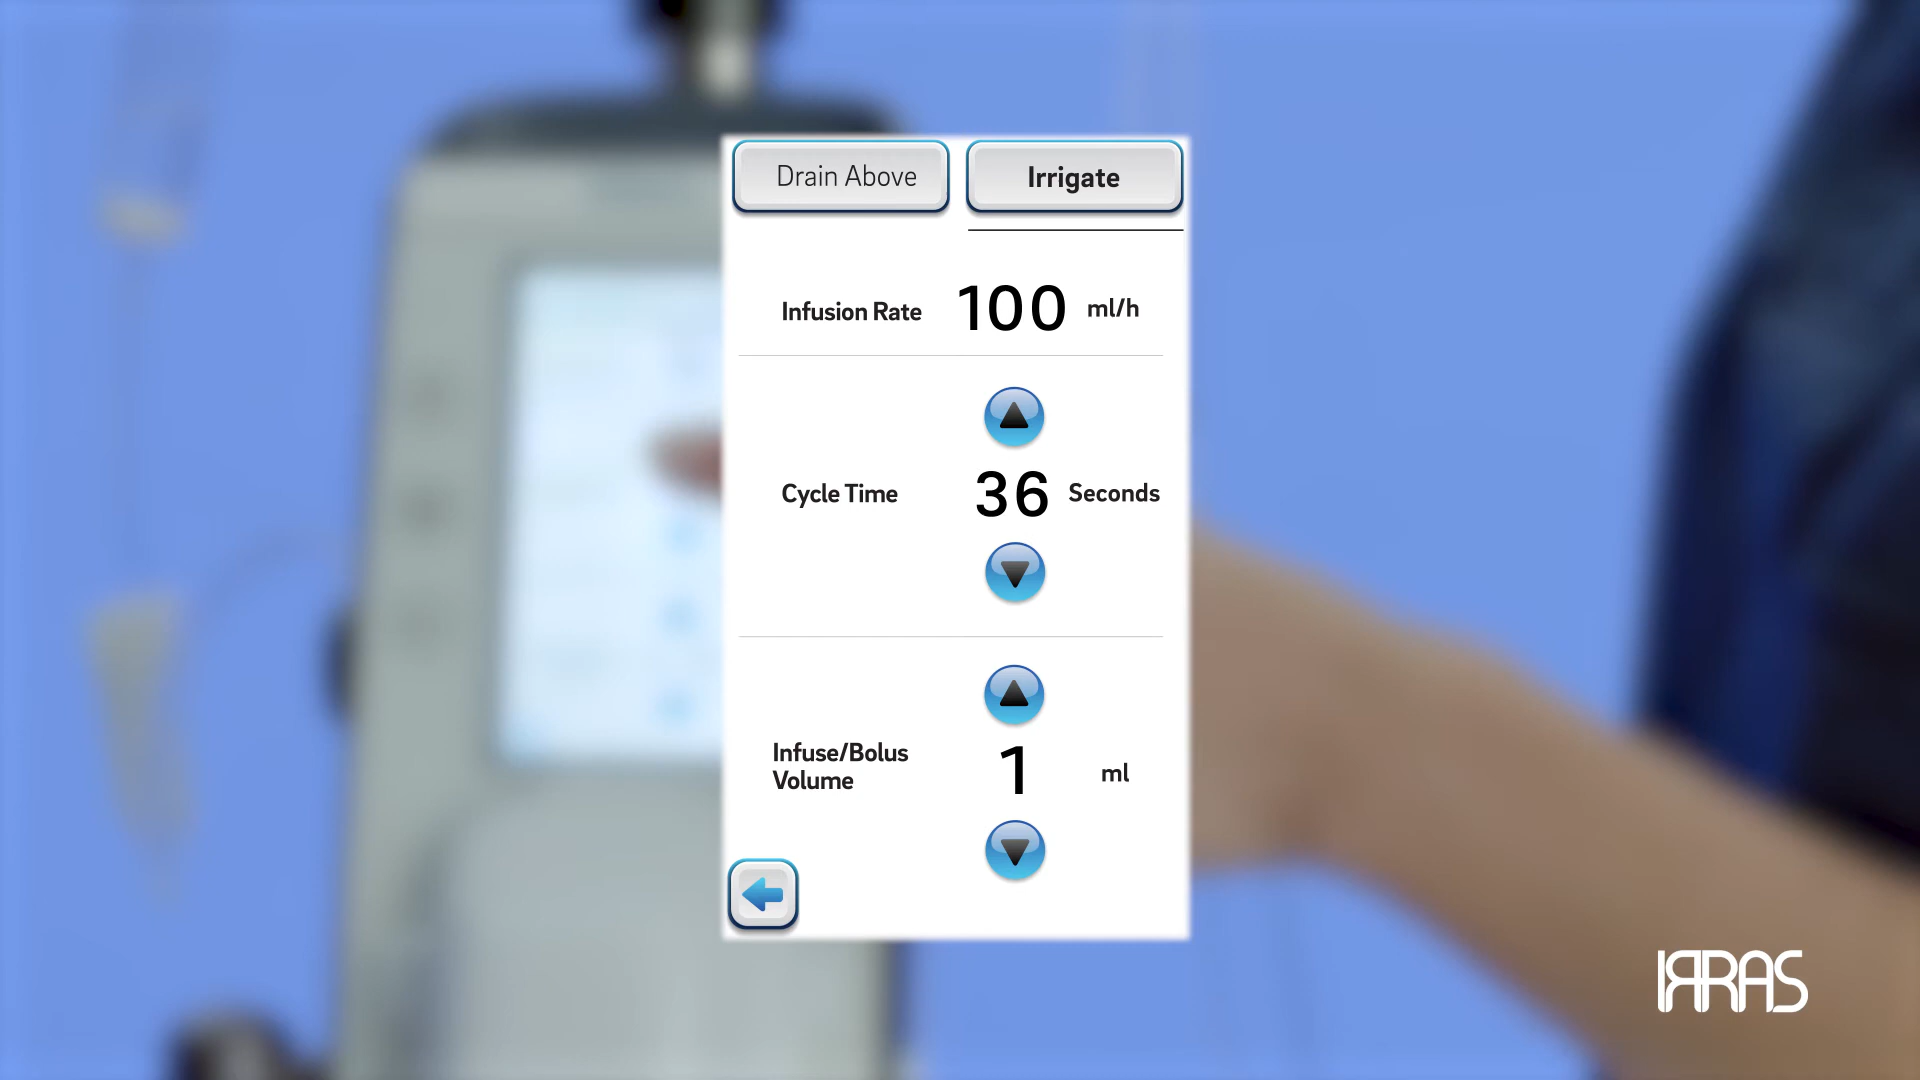 Drain Above
Irrigate
Infusion Rate 100 ml/h
Cycle Time 36 Seconds
Infuse/Bolus
Volume 1 ml
IRRAS